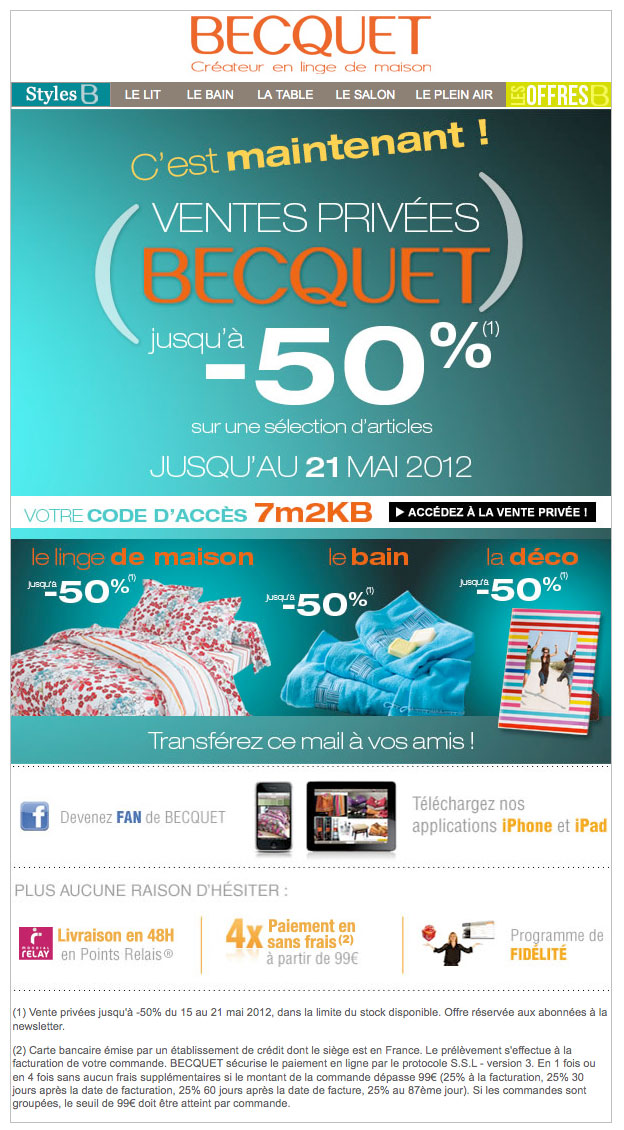 BECQUET
Créateur en linge de maison
Styles B LE LIT LE BAIN LA TABLE LE SALON LE PLEIN AIR LES OFFRES B
C'est maintenant !
VENTES PRIVÉES
BECQUET
jusqu'à
-50%(1)
sur une sélection d'articles
JUSQU'AU 21 MAI 2012
VOTRE CODE D'ACCÈS 7m2KB ACCÉDEZ À LA VENTE PRIVÉE !
le linge de maison le bain la déco
jusqu'à -50%(1) jusqu'à -50%(1) jusqu'à -50%(1)
Transférez ce mail à vos amis !
Devenez FAN de BECQUET
Téléchargez nos
applications iPhone et iPad
PLUS AUCUNE RAISON D'HÉSITER :
MONDIAL
RELAY
Livraison en 48H
en Points Relais®
4x Paiement en
sans frais(2)
à partir de 99€
Programme de
FIDÉLITÉ
(1) Vente privées jusqu'à -50% du 15 au 21 mai 2012, dans la limite du stock disponible. Offre réservée aux abonnées à la
newsletter.
(2) Carte bancaire émise par un établissement de crédit dont le siège est en France. Le prélèvement s'effectue à la
facturation de votre commande. BECQUET sécurise le paiement en ligne par le protocole S.S.L - version 3. En 1 fois ou
en 4 fois sans aucun frais supplémentaires si le montant de la commande dépasse 99€ (25% à la facturation, 25% 30
jours après la date de facturation, 25% 60 jours après la date de facture, 25% au 87ème jour). Si les commandes sont
groupées, le seuil de 99€ doit être atteint par commande.